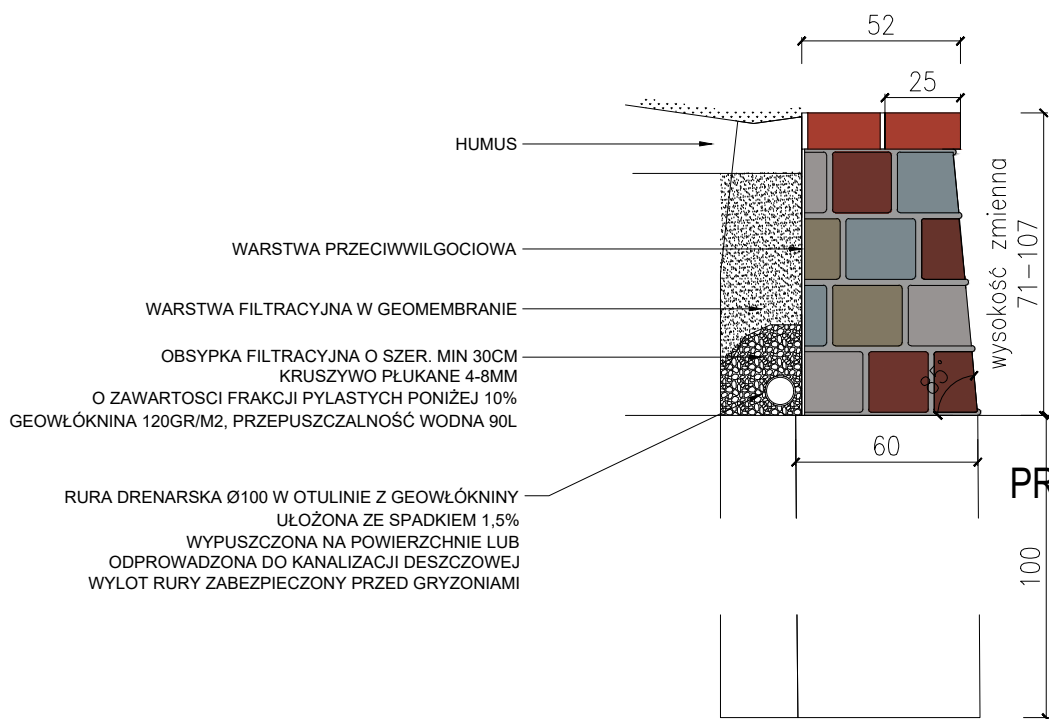 52
25
HUMUS
WARSTWA PRZECIWWILGOCIOWA
WARSTWA FILTRACYJNA W GEOMEMBRANIE
OBSYPKA FILTRACYJNA O SZER. MIN 30CM
KRUSZYWO PŁUKANE 4-8MM
O ZAWARTOSCI FRAKCJI PYLASTYCH PONIŻEJ 10%
GEOWŁÓKNINA 120GR/M2, PRZEPUSZCZALNOŚĆ WODNA 90L
wysokość zmienna
71-107
85°
60
PR
RURA DRENARSKA Ø100 W OTULINIE Z GEOWŁÓKNINY
UŁOŻONA ZE SPADKIEM 1,5%
WYPUSZCZONA NA POWIERZCHNIE LUB
ODPROWADZONA DO KANALIZACJI DESZCZOWEJ
WYLOT RURY ZABEZPIECZONY PRZED GRYZONIAMI
100